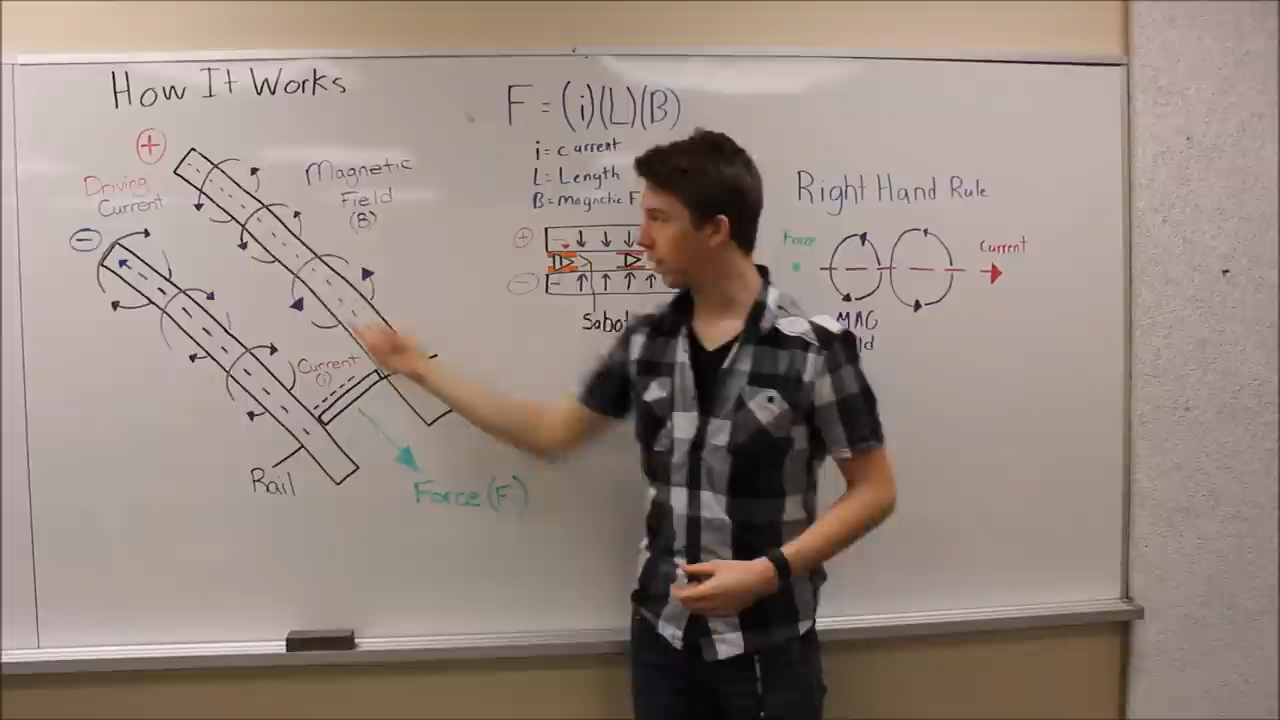 How It Works
+
Driving
Current
-
Magnetic
Field
(B)
Current
(i)
Rail
Force (F)
F = (i)(L)(B)
i = current
L = Length
B = magnetic F
+
-
Sabot
Right Hand Rule
Force
Current
MAG